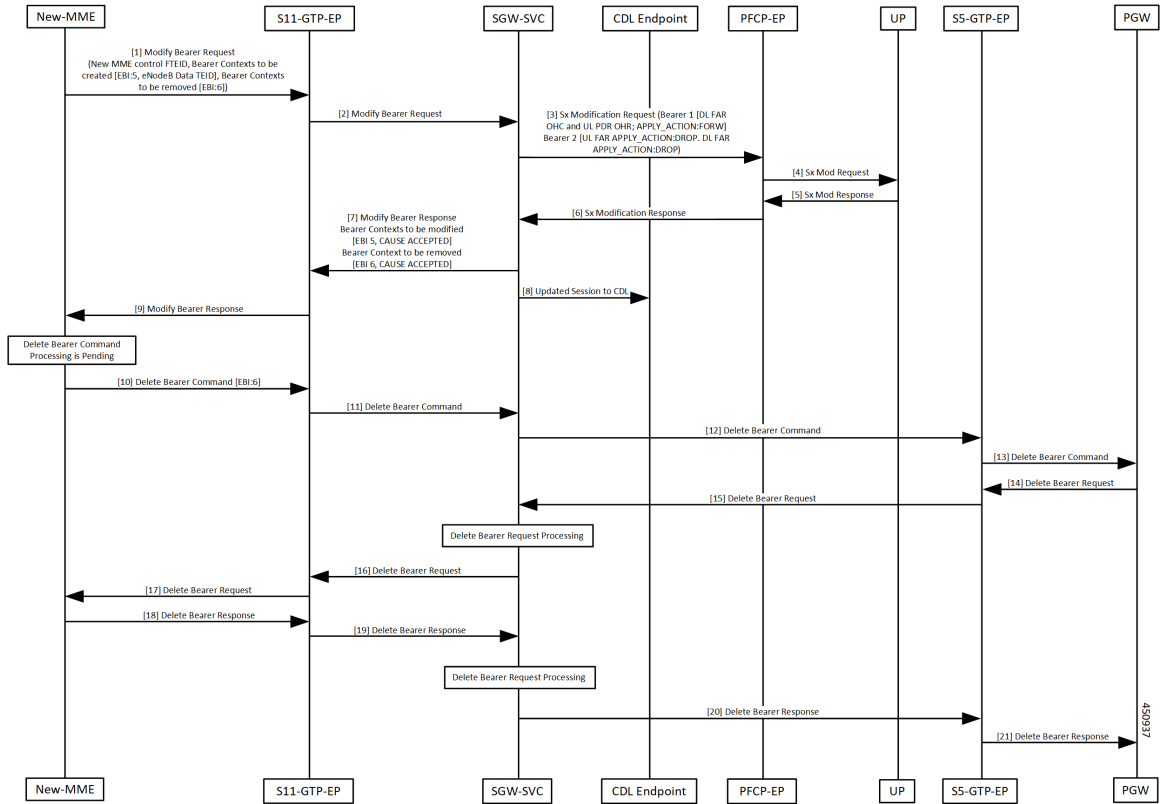 New-MME
S11-GTP-EP
SGW-SVC
CDL Endpoint
PFCP-EP
UP
S5-GTP-EP
PGW
[1] Modify Bearer Request
(New MME control FTEID, Bearer Contexts to be
created [EBI:5, eNodeB Data TEID], Bearer Contexts
to be removed [EBI:6])
[2] Modify Bearer Request
[3] Sx Modification Request (Bearer 1 [DL FAR
OHC and UL PDR OHR; APPLY_ACTION:FORW]
Bearer 2 [UL FAR APPLY_ACTION:DROP. DL FAR
APPLY_ACTION:DROP)
[4] Sx Mod Request
[5] Sx Mod Response
[6] Sx Modification Response
[7] Modify Bearer Response
Bearer Contexts to be modified
[EBI 5, CAUSE ACCEPTED]
Bearer Context to be removed
[EBI 6, CAUSE ACCEPTED]
[8] Updated Session to CDL
[9] Modify Bearer Response
Delete Bearer Command
Processing is Pending
[10] Delete Bearer Command [EBI:6]
[11] Delete Bearer Command
[12] Delete Bearer Command
[13] Delete Bearer Command
[14] Delete Bearer Request
[15] Delete Bearer Request
Delete Bearer Request Processing
[16] Delete Bearer Request
[17] Delete Bearer Request
[18] Delete Bearer Response
[19] Delete Bearer Response
Delete Bearer Request Processing
[20] Delete Bearer Response
[21] Delete Bearer Response
450937
New-MME
S11-GTP-EP
SGW-SVC
CDL Endpoint
PFCP-EP
UP
S5-GTP-EP
PGW